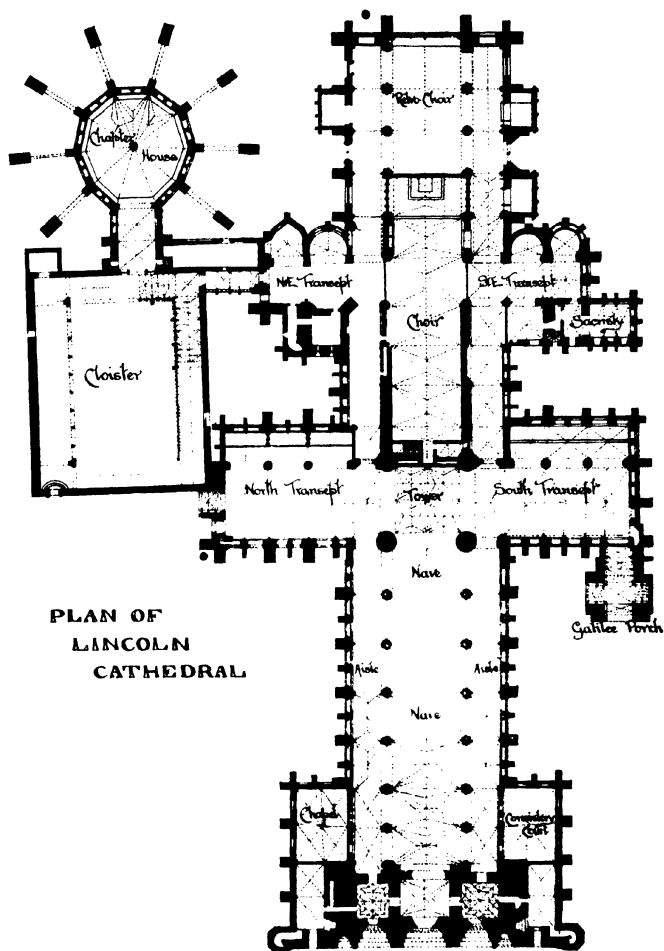 Retro-Choir
Chapter
House
N.E. Transept
S.E. Transept
Choir
Sacristy
Cloister
North Transept
Tower
South Transept
Nave
PLAN OF
LINCOLN
CATHEDRAL
Galilee Porch
Aisle
Aisle
Nave
Chapel
Consistory
Court